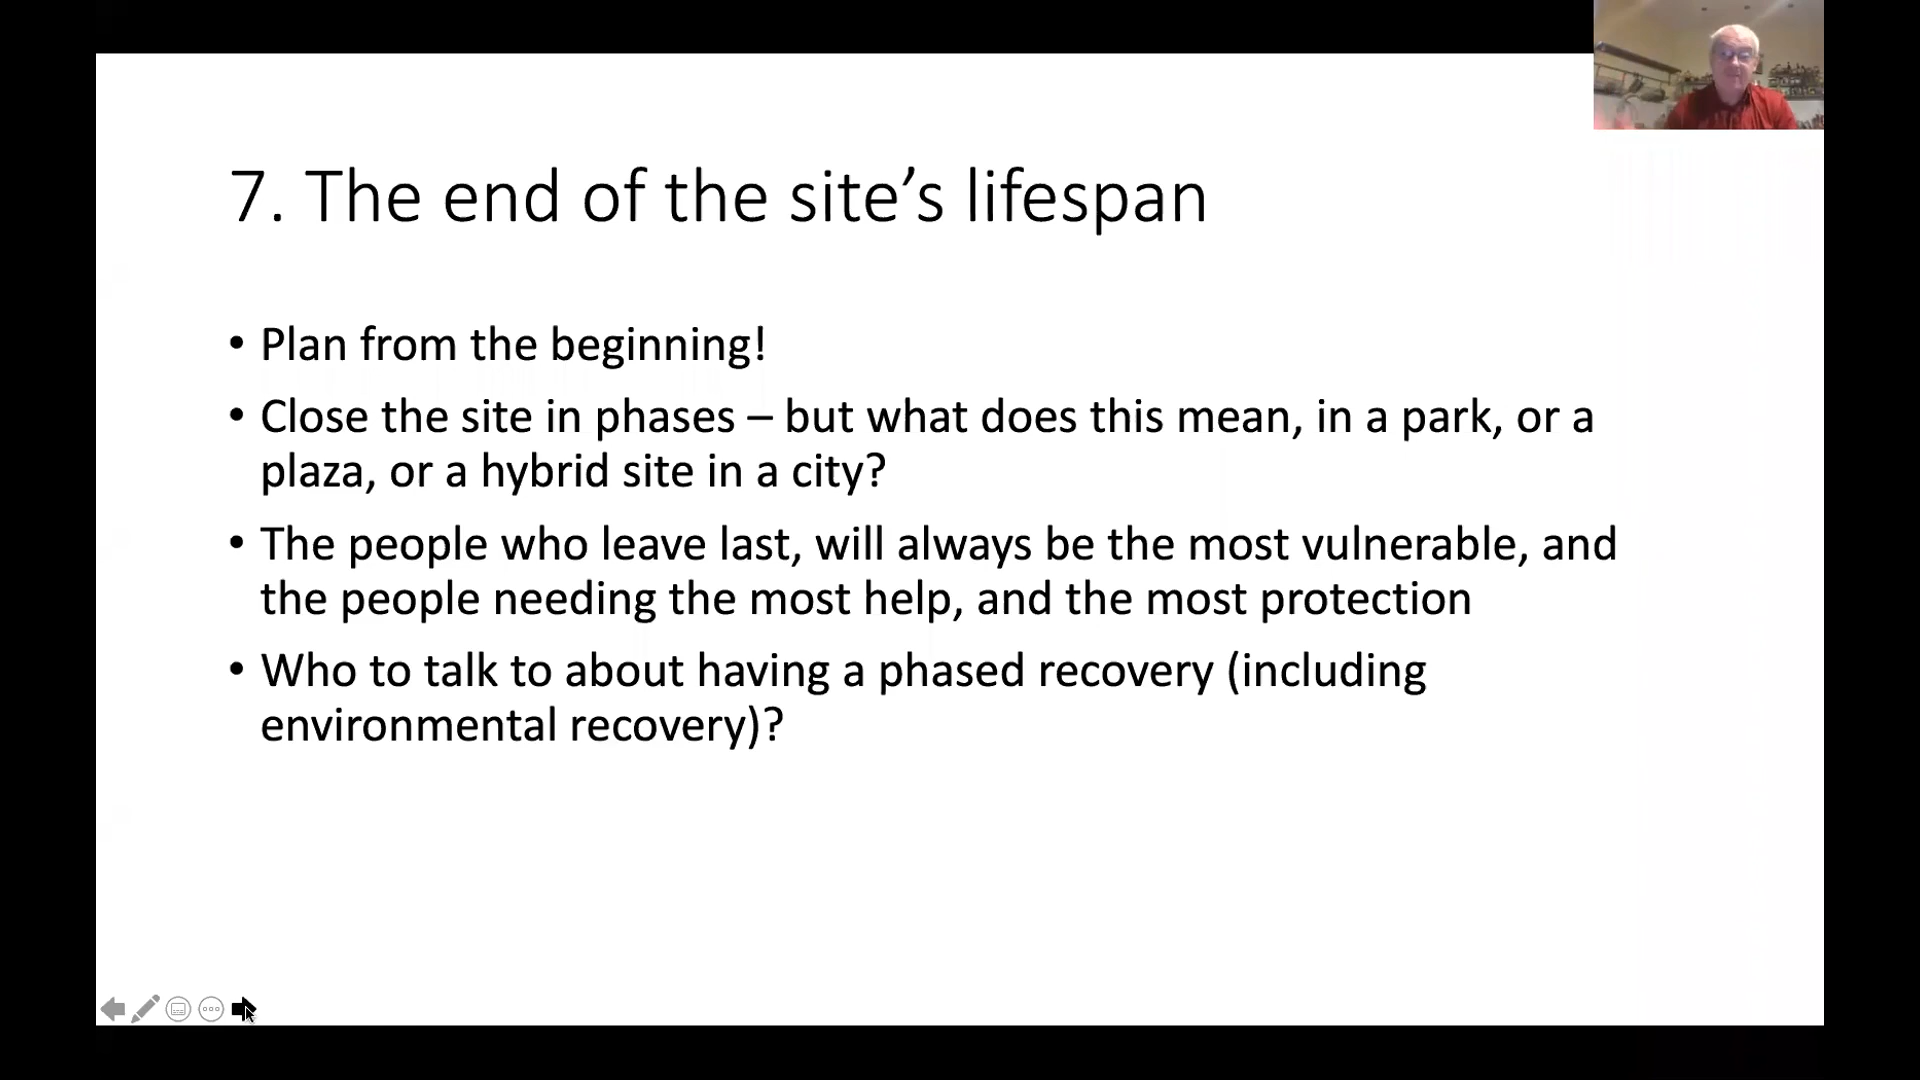 7. The end of the site’s lifespan
• Plan from the beginning!
• Close the site in phases – but what does this mean, in a park, or a
plaza, or a hybrid site in a city?
• The people who leave last, will always be the most vulnerable, and
the people needing the most help, and the most protection
• Who to talk to about having a phased recovery (including
environmental recovery)?